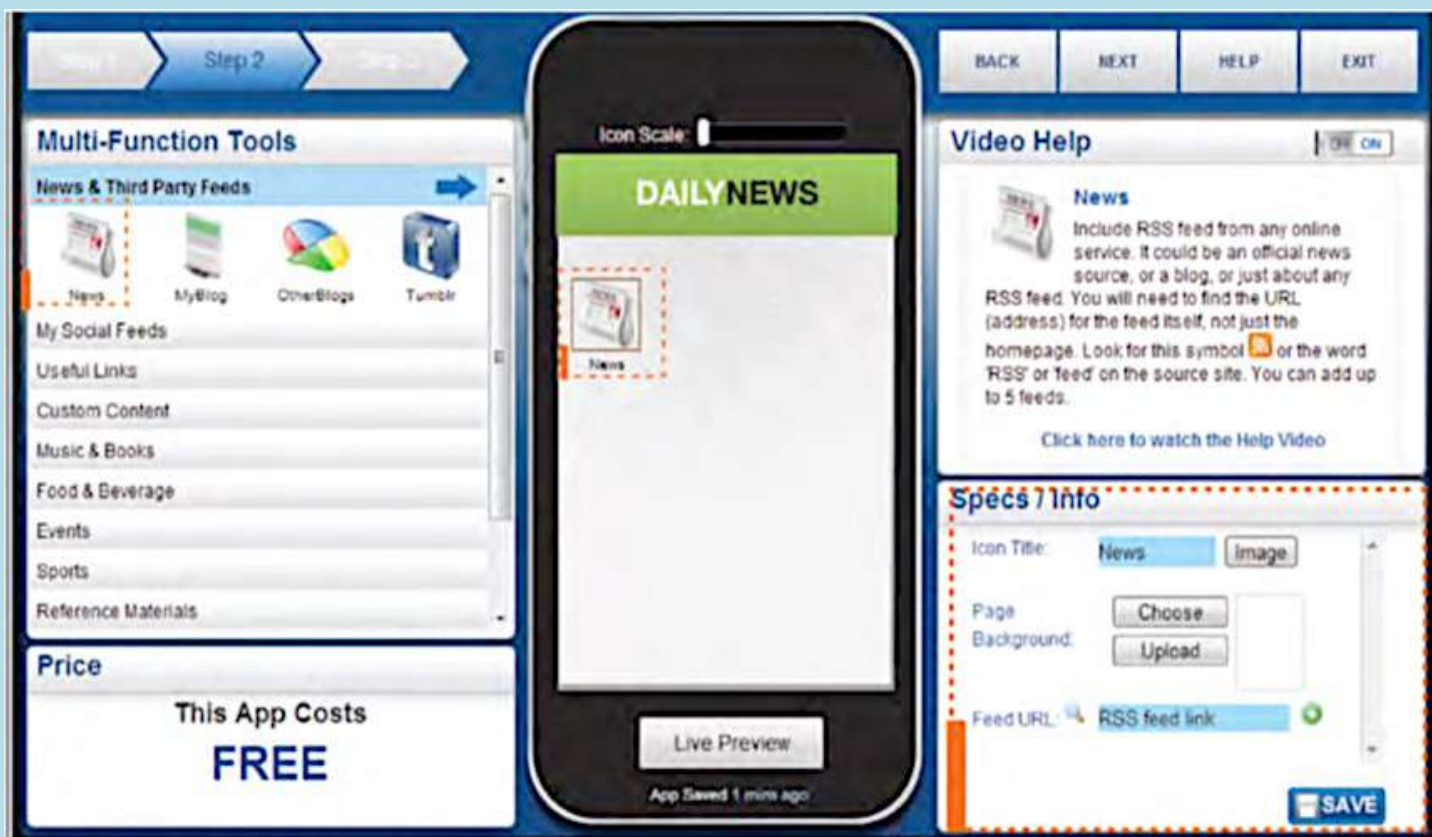 Step 2
BACK
NEXT
HELP
EXIT
Multi-Function Tools
News & Third Party Feeds
News
MyBlog
OtherBlogs
Tumblr
My Social Feeds
Useful Links
Custom Content
Music & Books
Food & Beverage
Events
Sports
Reference Materials
Price
This App Costs
FREE
Icon Scale:
DAILYNEWS
News
Live Preview
App Saved 1 mins ago
Video Help
ON
News
Include RSS feed from any online
service. It could be an official news
source, or a blog, or just about any
RSS feed. You will need to find the URL
(address) for the feed itself, not just the
homepage. Look for this symbol or the word
'RSS' or 'feed' on the source site. You can add up
to 5 feeds.
Click here to watch the Help Video
Specs / Info
Icon Title:
News
Image
Page
Background:
Choose
Upload
Feed URL:
RSS feed link
SAVE